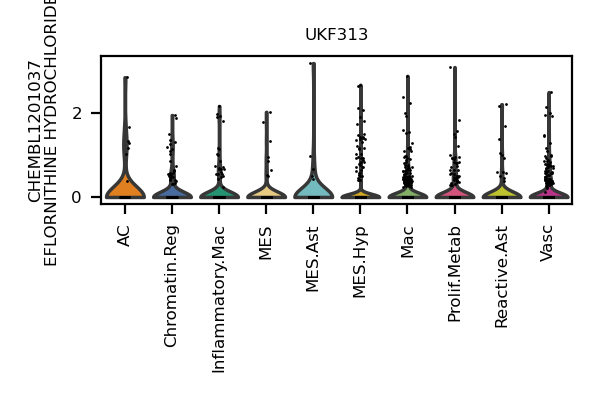 UKF313
CHEMBL1201037
EFLORNITHINE HYDROCHLORIDE
2
0
AC
Chromatin.Reg
Inflammatory.Mac
MES
MES.Ast
MES.Hyp
Mac
Prolif.Metab
Reactive.Ast
Vasc